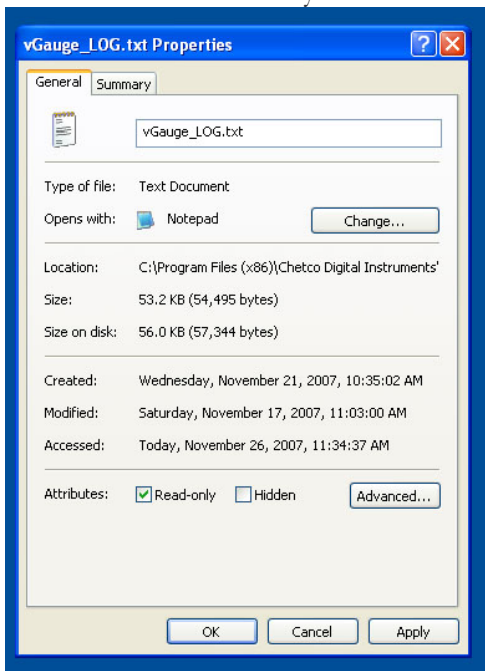 vGauge_LOG.txt Properties
General Summary
vGauge_LOG.txt
Type of file: Text Document
Opens with: Notepad Change...
Location: C:\Program Files (x86)\Chetco Digital Instruments'
Size: 53.2 KB (54,495 bytes)
Size on disk: 56.0 KB (57,344 bytes)
Created: Wednesday, November 21, 2007, 10:35:02 AM
Modified: Saturday, November 17, 2007, 11:03:00 AM
Accessed: Today, November 26, 2007, 11:34:37 AM
Attributes: Read-only Hidden Advanced...
OK Cancel Apply